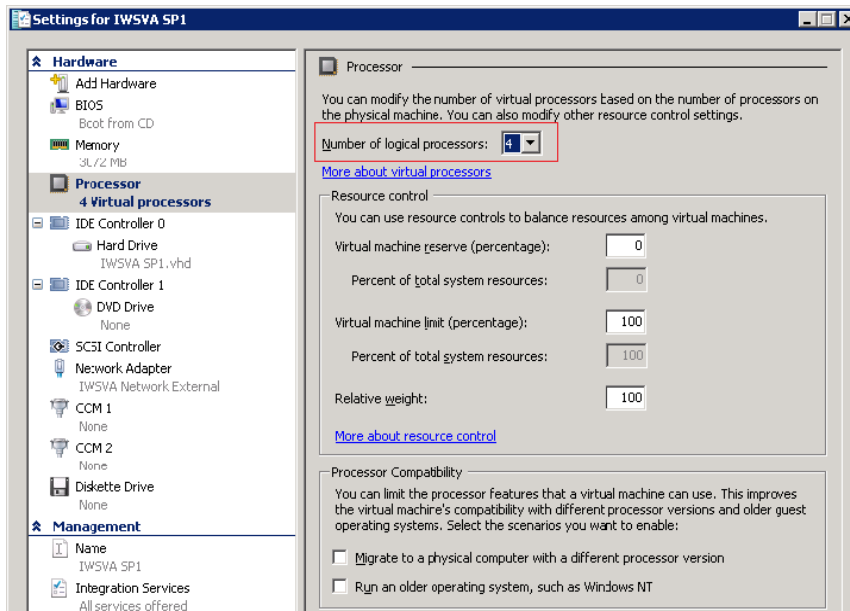 Settings for IWSVA SP1
Hardware
Add Hardware
BIOS
Boot from CD
Memory
3072 MB
Processor
4 Virtual processors
IDE Controller 0
Hard Drive
IWSVA SP1.vhd
IDE Controller 1
DVD Drive
None
SCSI Controller
Network Adapter
IWSVA Network External
COM 1
None
COM 2
None
Diskette Drive
None
Management
Name
IWSVA SP1
Integration Services
All services offered
Processor
You can modify the number of virtual processors based on the number of processors on
the physical machine. You can also modify other resource control settings.
Number of logical processors: 4
More about virtual processors
Resource control
You can use resource controls to balance resources among virtual machines.
Virtual machine reserve (percentage): 0
Percent of total system resources: 0
Virtual machine limit (percentage): 100
Percent of total system resources: 100
Relative weight: 100
More about resource control
Processor Compatibility
You can limit the processor features that a virtual machine can use. This improves
the virtual machine's compatibility with different processor versions and older guest
operating systems. Select the scenarios you want to enable:
Migrate to a physical computer with a different processor version
Run an older operating system, such as Windows NT